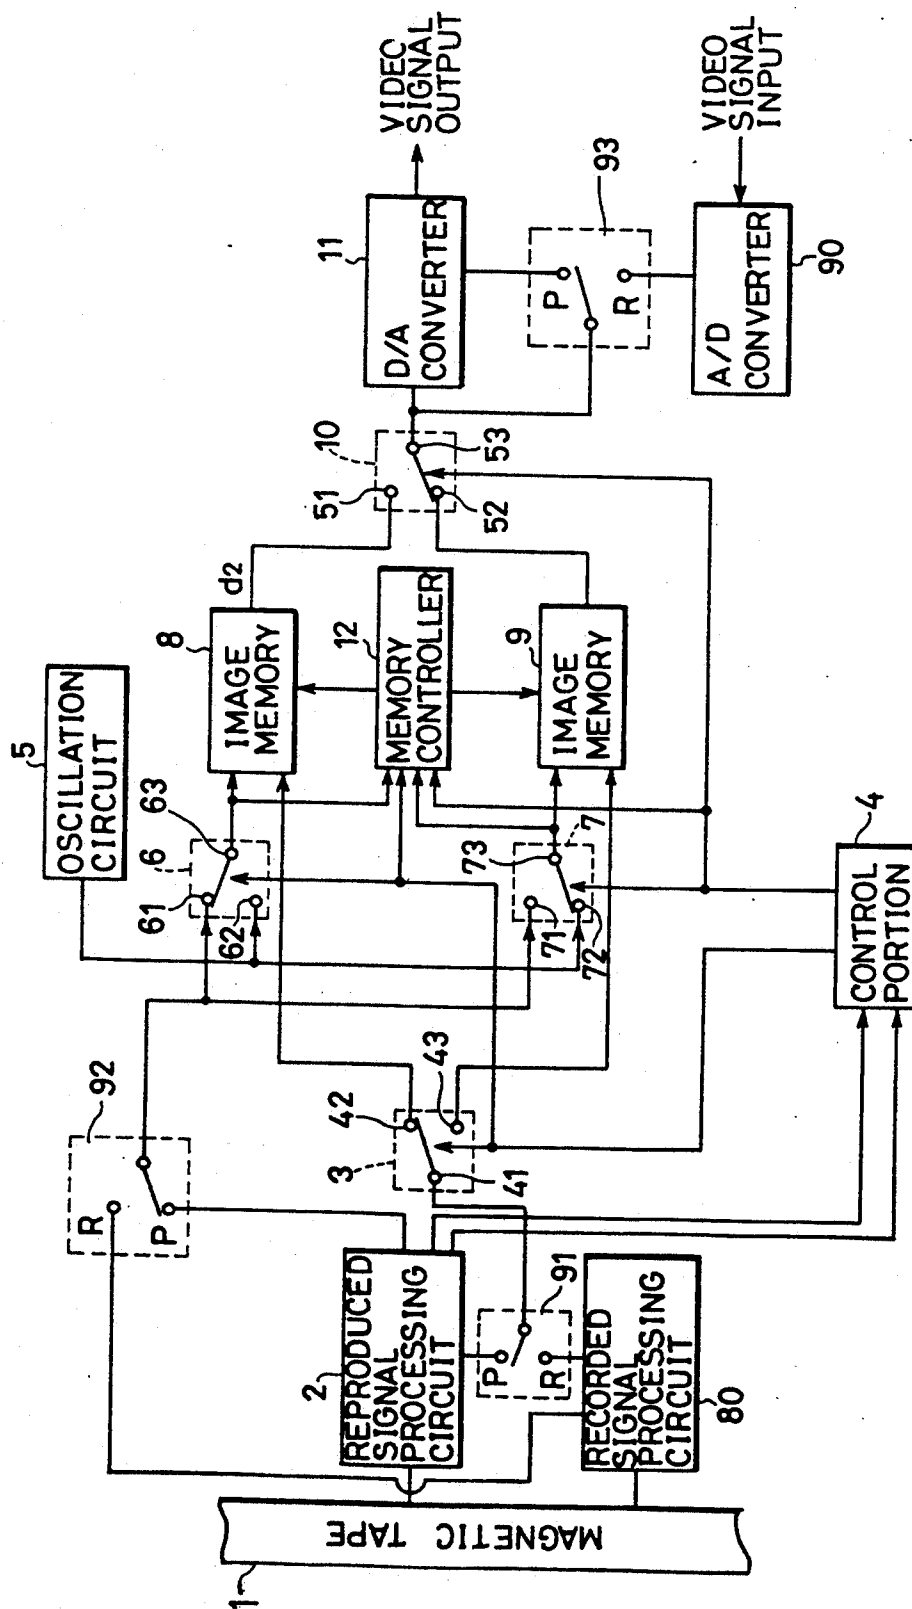 1
MAGNETIC TAPE
2
REPRODUCED
SIGNAL
PROCESSING
CIRCUIT
RECORDED
SIGNAL
PROCESSING
CIRCUIT
80
P
R
91
R
P
92
3
41
42
43
CONTROL
PORTION
4
5
OSCILLATION
CIRCUIT
6
61
62
63
7
71
72
73
8
IMAGE
MEMORY
d2
12
MEMORY
CONTROLLER
9
IMAGE
MEMORY
10
51
52
53
11
D/A
CONVERTER
P
R
93
A/D
CONVERTER
90
VIDEC
SIGNAL
OUTPUT
VIDEO
SIGNAL
INPUT